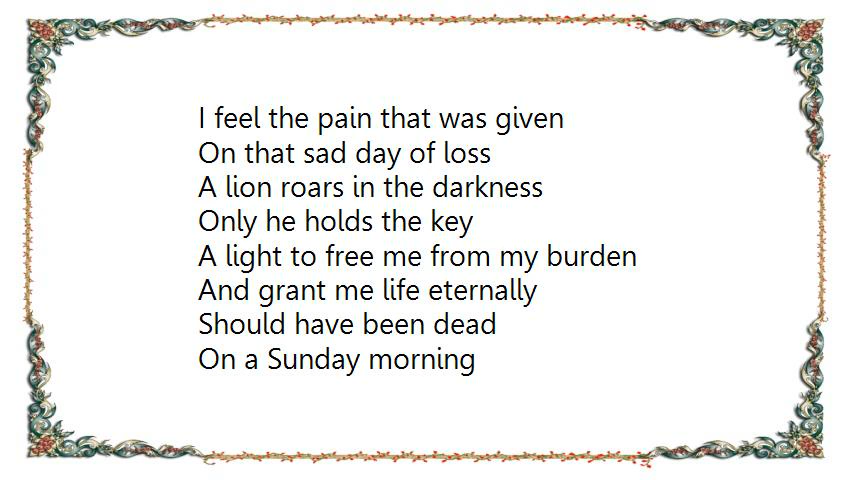 I feel the pain that was given
On that sad day of loss
A lion roars in the darkness
Only he holds the key
A light to free me from my burden
And grant me life eternally
Should have been dead
On a Sunday morning